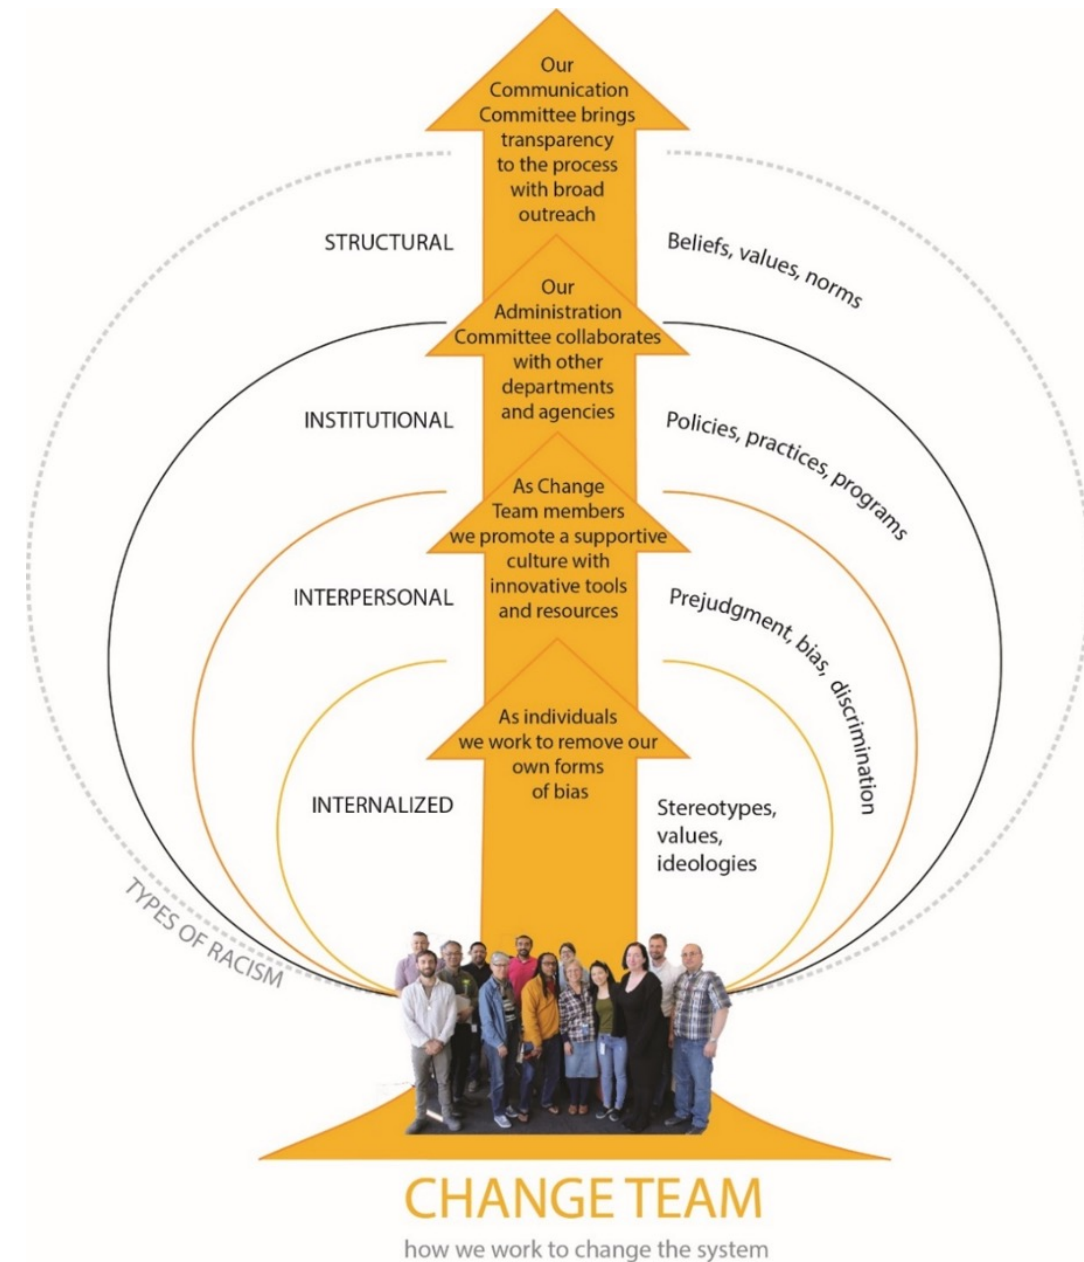 Our
Communication
Committee brings
transparency
to the process
with broad
outreach
STRUCTURAL
Beliefs, values, norms
Our
Administration
Committee collaborates
with other
departments
and agencies
INSTITUTIONAL
Policies, practices, programs
As Change
Team members
we promote a supportive
culture with
innovative tools
and resources
INTERPERSONAL
Prejudgment, bias, discrimination
As individuals
we work to remove our
own forms
of bias
INTERNALIZED
Stereotypes,
values,
ideologies
TYPES OF RACISM
CHANGE TEAM
how we work to change the system